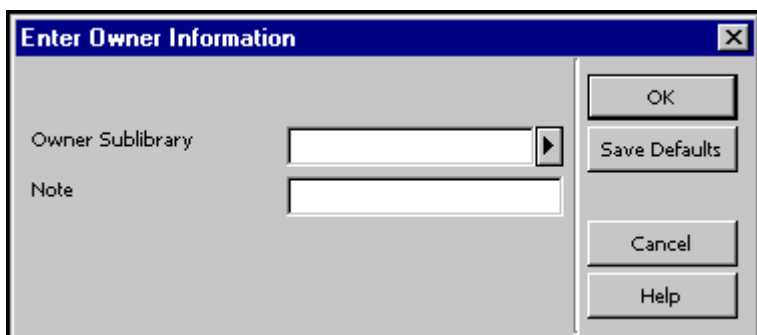 Enter Owner Information
Owner Sublibrary
Note
OK
Save Defaults
Cancel
Help